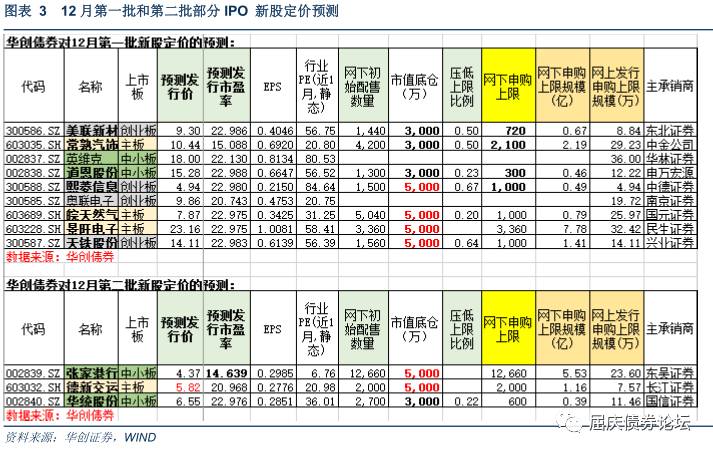 图表 3 12 月第一批和第二批部分 IPO 新股定价预测
华创债券对12月第一批新股定价的预测:
代码 名称 上市板 预测发行价 预测发行市盈率 EPS 行业PE(近1月,静态) 网下初始配售数量 市值底仓(万) 压低上限比例 网下申购上限 网下申购上限规模(亿) 网上发行申购上限规模(万) 主承销商
300586.SZ 美联新材 创业板 9.30 22.986 0.4046 56.75 1,440 3,000 0.50 720 0.67 8.84 东北证券
603035.SH 常熟汽饰 主板 10.44 15.088 0.6920 20.80 4,200 3,000 0.50 2,100 2.19 29.23 中金公司
002837.SZ 英维克 中小板 18.00 22.130 0.8134 80.53 36.00 华林证券
002838.SZ 道恩股份 中小板 15.28 22.988 0.6647 56.52 1,300 3,000 0.23 300 0.46 12.22 申万宏源
300588.SZ 熙菱信息 创业板 4.94 22.980 0.2150 84.64 1,500 5,000 0.67 1,000 0.49 4.94 中德证券
300585.SZ 奥联电子 创业板 9.86 20.743 0.4753 20.75 19.72 南京证券
603689.SH 皖天然气 主板 7.87 22.975 0.3425 31.25 5,040 5,000 0.20 1,000 0.79 25.97 国元证券
603228.SH 景旺电子 主板 23.16 22.975 1.0081 58.41 3,360 5,000 3,360 7.78 32.42 民生证券
300587.SZ 天铁股份 创业板 14.11 22.983 0.6139 56.39 1,560 5,000 0.64 1,000 1.41 14.11 兴业证券
数据来源: 华创债券
华创债券对12月第二批新股定价的预测:
代码 名称 上市板 预测发行价 预测发行市盈率 EPS 行业PE(近1月,静态) 网下初始配售数量 市值底仓(万) 压低上限比例 网下申购上限 网下申购上限规模(亿) 网上发行申购上限规模(万) 主承销商
002839.SZ 张家港行 中小板 4.37 14.639 0.2985 6.76 12,660 5,000 12,660 5.53 23.60 东吴证券
603032.SH 德新交运 主板 5.82 20.968 0.2776 20.98 2,000 5,000 2,000 1.16 7.57 长江证券
002840.SZ 华统股份 中小板 6.55 22.976 0.2851 36.01 2,700 3,000 0.22 600 0.39 11.46 国信证券
数据来源: 华创债券
屈庆债券论坛
资料来源：华创证券，WIND